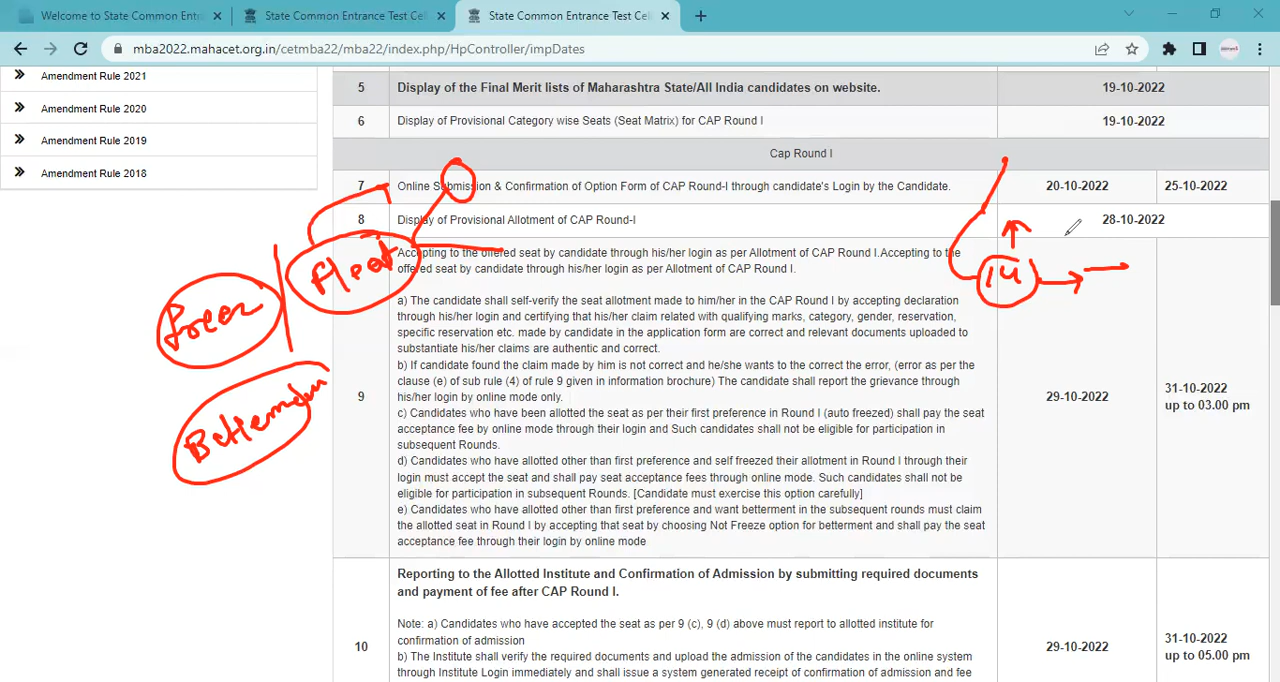 Welcome to State Common Entr
State Common Entrance Test Cel
State Common Entrance Test Cel
mba2022.mahacet.org.in/cetmba22/mba22/index.php/HpController/impDates
Amendment Rule 2021
Amendment Rule 2020
Amendment Rule 2019
Amendment Rule 2018
5 Display of the Final Merit lists of Maharashtra State/All India candidates on website. 19-10-2022
6 Display of Provisional Category wise Seats (Seat Matrix) for CAP Round I 19-10-2022
Cap Round I
7 Online Submission & Confirmation of Option Form of CAP Round-I through candidate's Login by the Candidate. 20-10-2022 25-10-2022
8 Display of Provisional Allotment of CAP Round-I 28-10-2022
Accepting to the offered seat by candidate through his/her login as per Allotment of CAP Round I.Accepting to the
offered seat by candidate through his/her login as per Allotment of CAP Round I.
a) The candidate shall self-verify the seat allotment made to him/her in the CAP Round I by accepting declaration
through his/her login and certifying that his/her claim related with qualifying marks, category, gender, reservation,
specific reservation etc. made by candidate in the application form are correct and relevant documents uploaded to
substantiate his/her claims are authentic and correct.
b) If candidate found the claim made by him is not correct and he/she wants to the correct the error, (error as per the
clause (e) of sub rule (4) of rule 9 given in information brochure) The candidate shall report the grievance through
his/her login by online mode only.
9 29-10-2022 31-10-2022
up to 03.00 pm
c) Candidates who have been allotted the seat as per their first preference in Round I (auto freezed) shall pay the seat
acceptance fee by online mode through their login and Such candidates shall not be eligible for participation in
subsequent Rounds.
d) Candidates who have allotted other than first preference and self freezed their allotment in Round I through their
login must accept the seat and shall pay seat acceptance fees through online mode. Such candidates shall not be
eligible for participation in subsequent Rounds. [Candidate must exercise this option carefully]
e) Candidates who have allotted other than first preference and want betterment in the subsequent rounds must claim
the allotted seat in Round I by accepting that seat by choosing Not Freeze option for betterment and shall pay the seat
acceptance fee through their login by online mode
Reporting to the Allotted Institute and Confirmation of Admission by submitting required documents
and payment of fee after CAP Round I.
Note: a) Candidates who have accepted the seat as per 9 (c), 9 (d) above must report to allotted institute for
confirmation of admission
10 29-10-2022 31-10-2022
up to 05.00 pm
b) The Institute shall verify the required documents and upload the admission of the candidates in the online system
through Institute Login immediately and shall issue a system generated receipt of confirmation of admission and fee
float
14